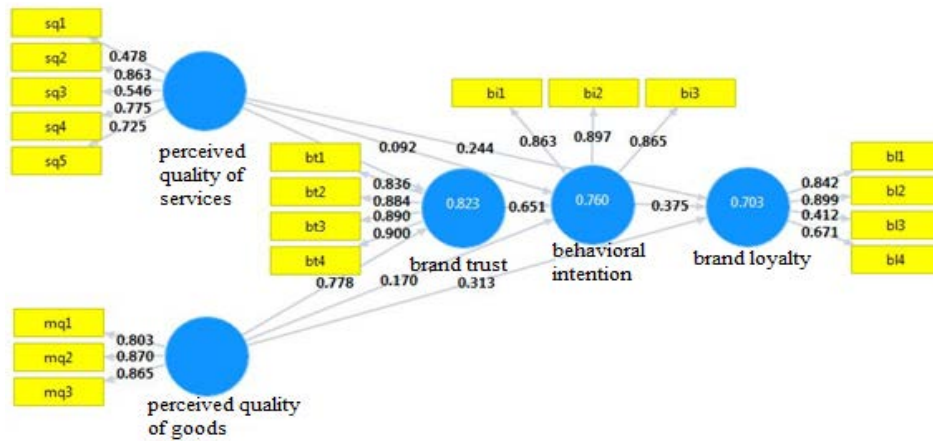 sq1
sq2
sq3
sq4
sq5
0.478
0.863
0.546
0.775
0.725
perceived quality of
services
bi1
bi2
bi3
0.863
0.897
0.865
0.092
0.244
bt1
bt2
bt3
bt4
0.836
0.884
0.890
0.900
0.823
0.651
0.760
0.375
0.703
brand trust
behavioral
intention
brand loyalty
bl1
bl2
bl3
bl4
0.842
0.899
0.412
0.671
0.778
0.170
0.313
mq1
mq2
mq3
0.803
0.870
0.865
perceived quality
of goods